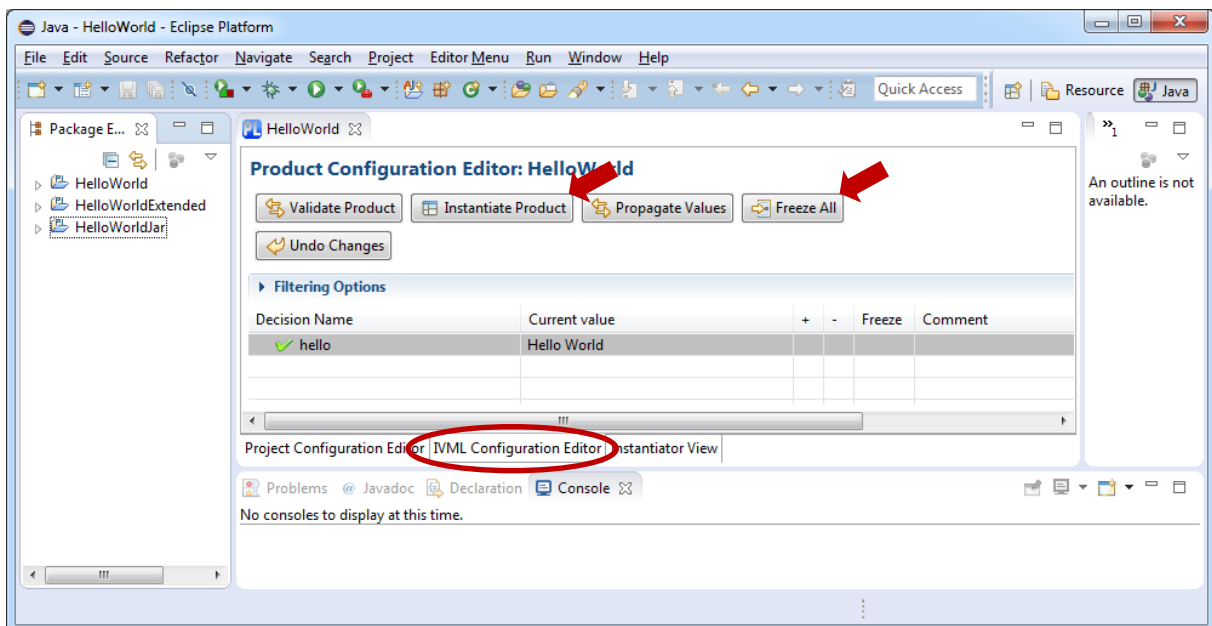 Java - HelloWorld - Eclipse Platform
File Edit Source Refactor Navigate Search Project Editor Menu Run Window Help
Quick Access Resource Java
Package E...
HelloWorld
HelloWorldExtended
HelloWorldJar
PL HelloWorld
Product Configuration Editor: HelloWorld
Validate Product Instantiate Product Propagate Values Freeze All
Undo Changes
Filtering Options
Decision Name Current value + - Freeze Comment
hello Hello World
Project Configuration Editor IVML Configuration Editor Instantiator View
Problems @ Javadoc Declaration Console
No consoles to display at this time.
»1
An outline is not
available.